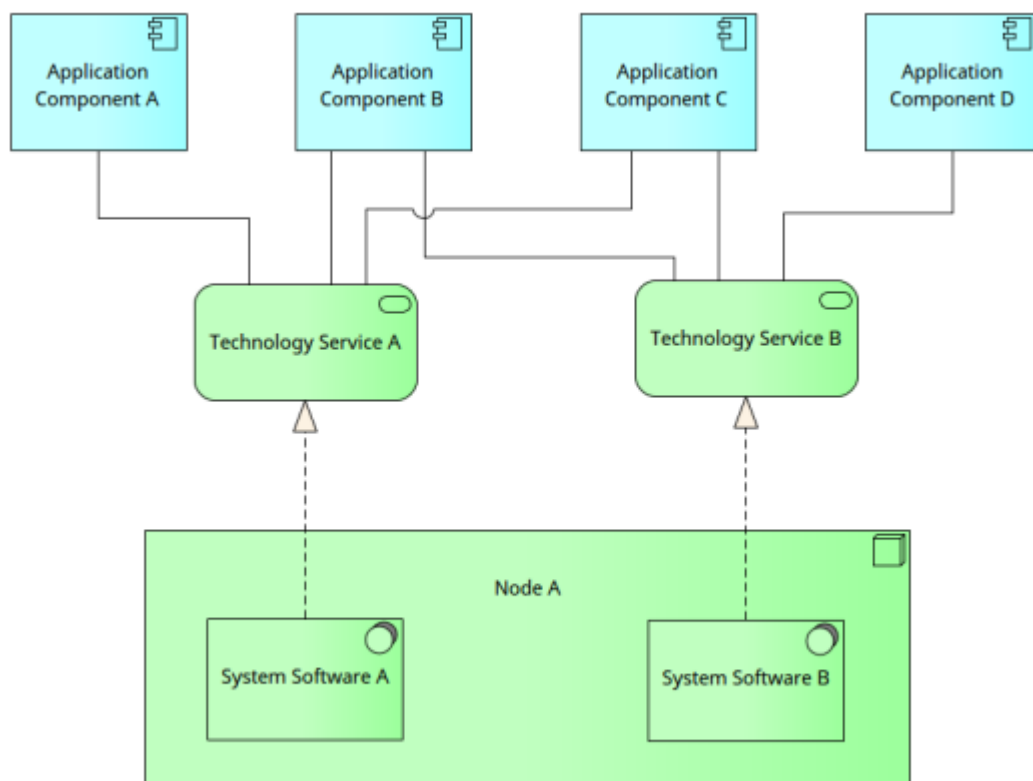 Application
Component A
Application
Component B
Application
Component C
Application
Component D
Technology Service A
Technology Service B
Node A
System Software A
System Software B